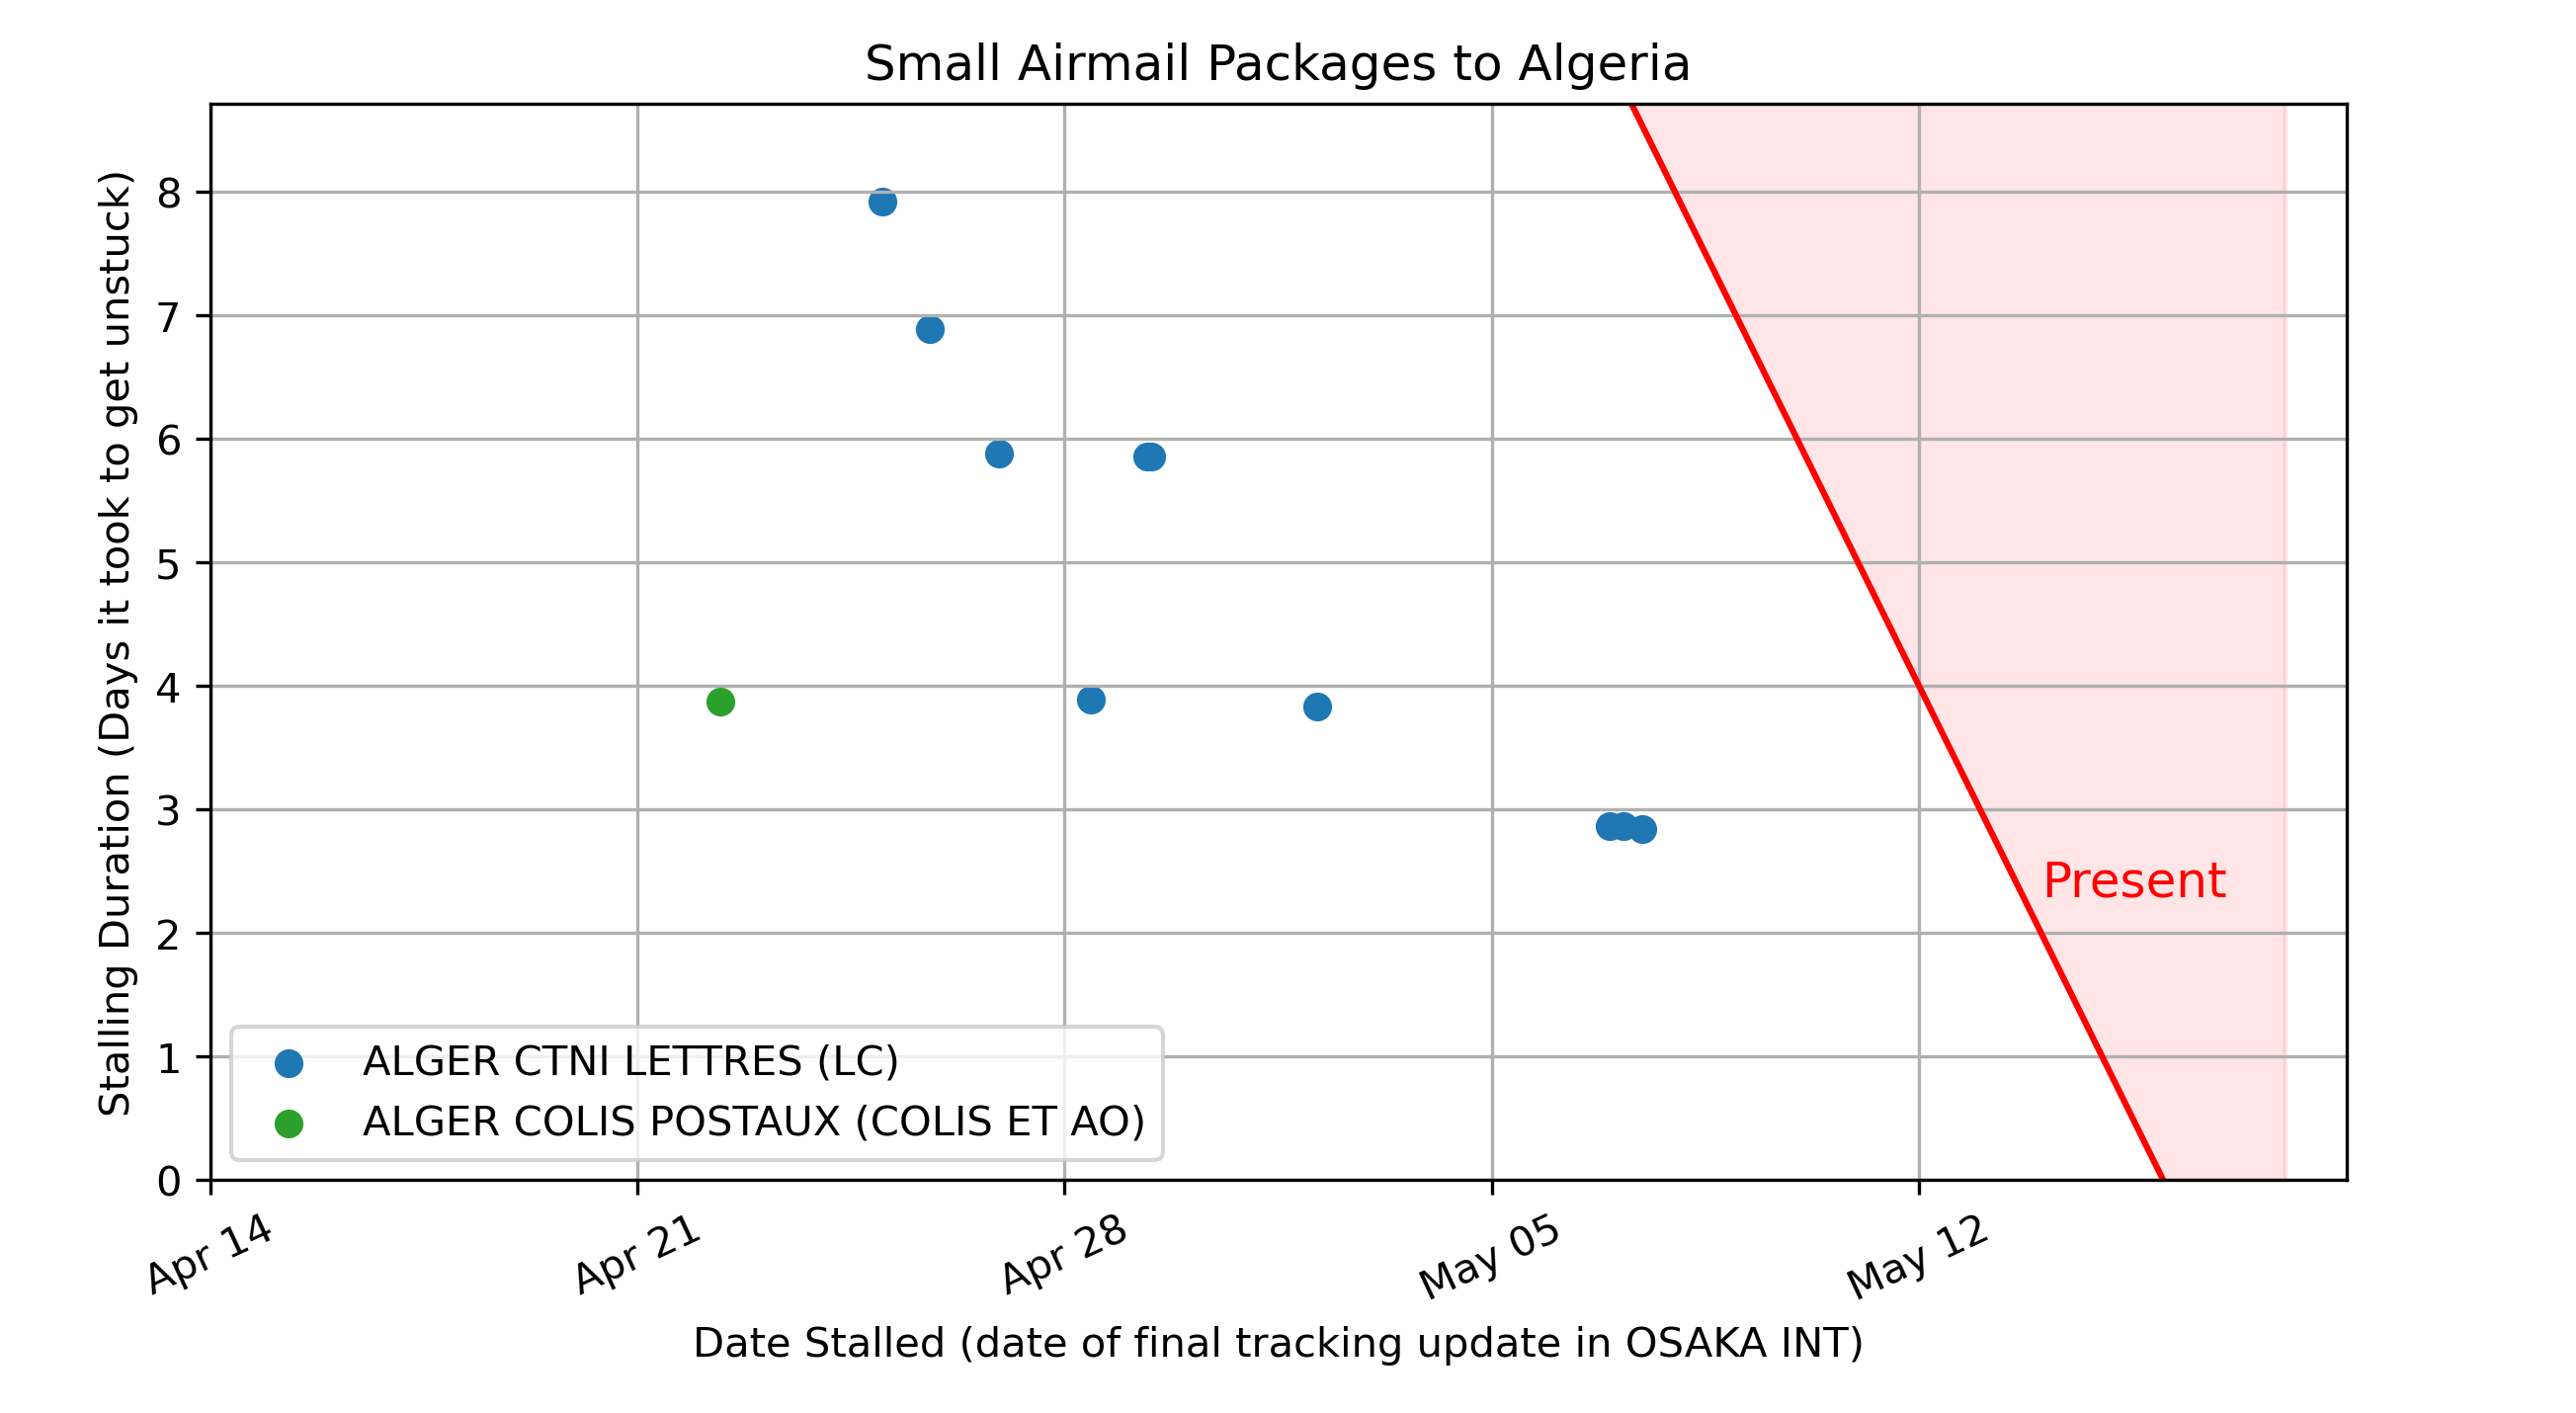 Small Airmail Packages to Algeria
Stalling Duration (Days it took to get unstuck)
8
7
6
5
4
3
2
1
0
Present
ALGER CTNI LETTRES (LC)
ALGER COLIS POSTAUX (COLIS ET AO)
Apr 14
Apr 21
Apr 28
May 05
May 12
Date Stalled (date of final tracking update in OSAKA INT)